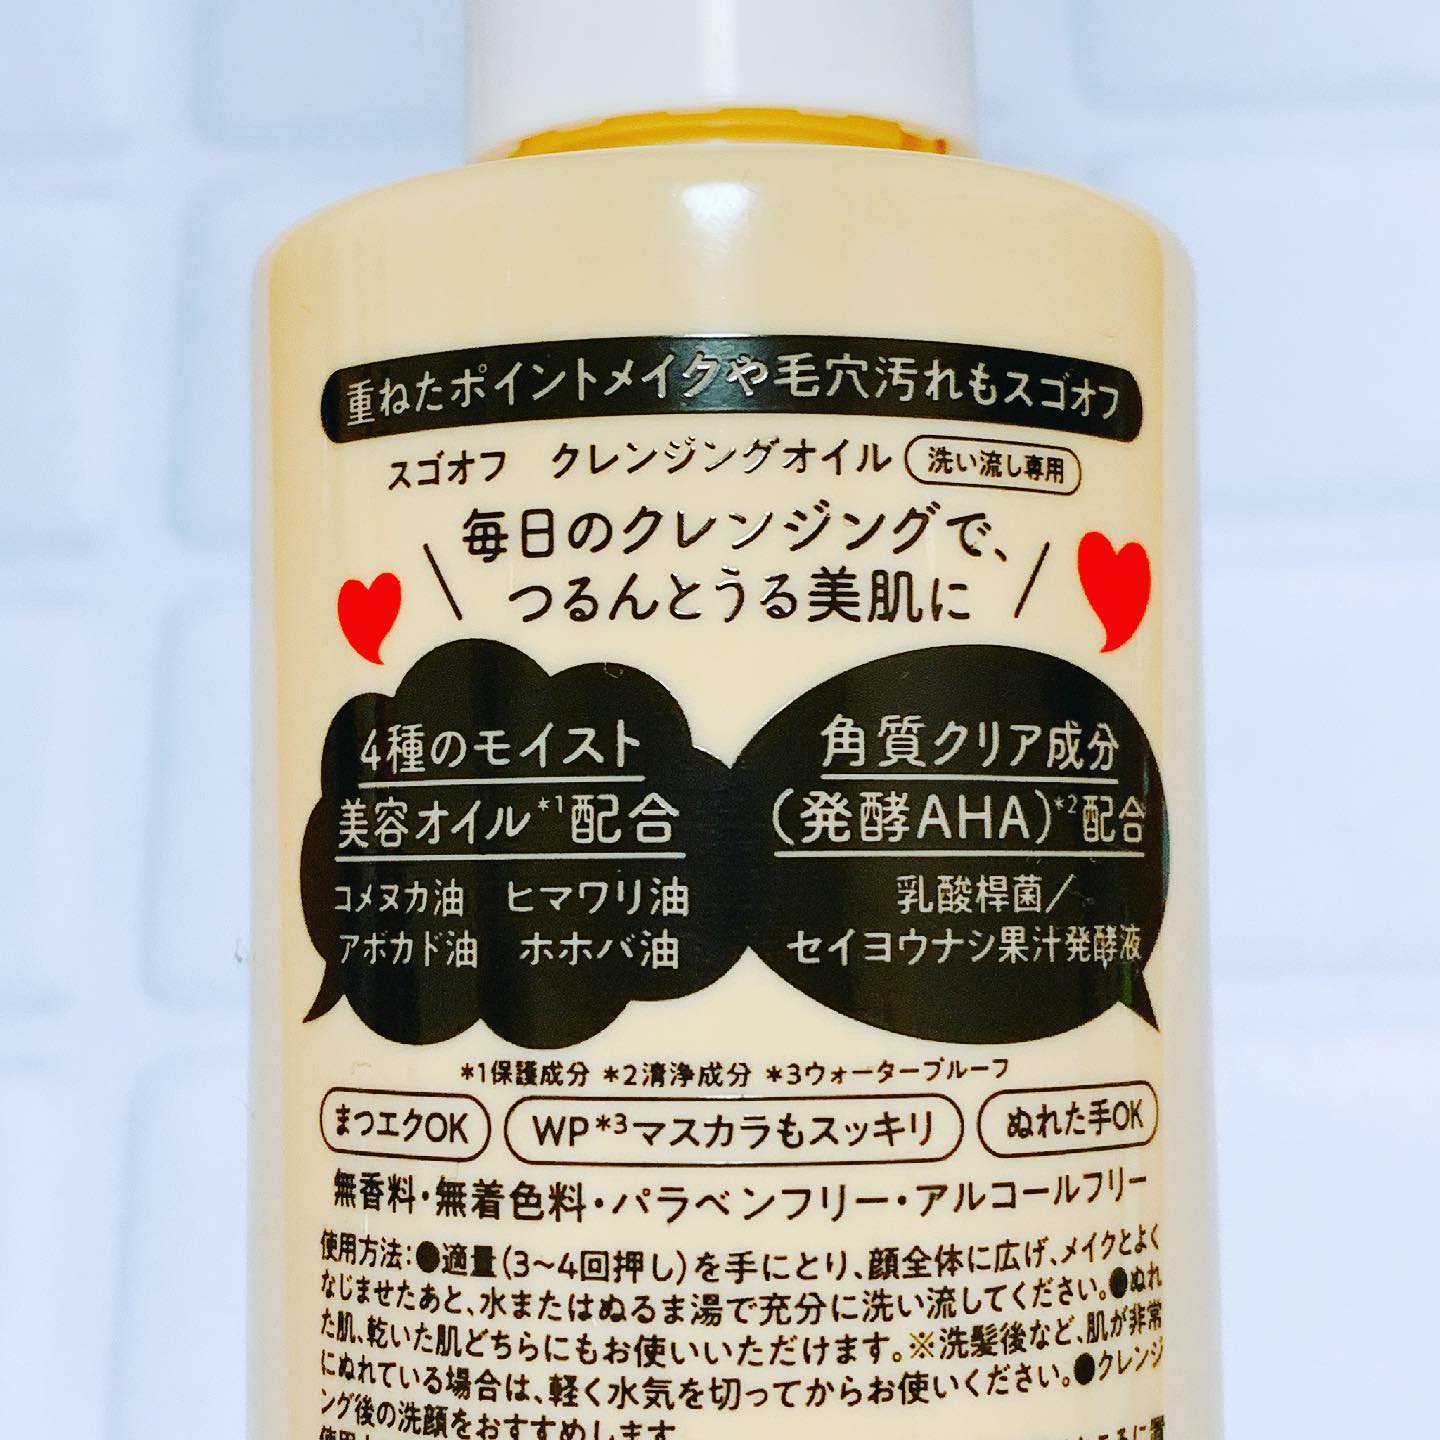 重ねたポイントメイクや毛穴汚れもスゴオフ
スゴオフ クレンジングオイル 洗い流し専用
毎日のクレンジングで、
つるんとうる美肌に
4種のモイスト
美容オイル*1配合
コメヌカ油 ヒマワリ油
アボカド油 ホホバ油
角質クリア成分
(発酵AHA)*2配合
乳酸桿菌/
セイヨウナシ果汁発酵液
*1保護成分 *2清浄成分 *3ウォータープルーフ
まつエクOK WP*3マスカラもスッキリ ぬれた手OK
無香料・無着色料・パラベンフリー・アルコールフリー
使用方法:●適量(3~4回押し)を手にとり、顔全体に広げ、メイクとよく
なじませたあと、水またはぬるま湯で充分に洗い流してください。●ぬれ
た肌、乾いた肌どちらにもお使いいただけます。※洗髪後など、肌が非常
にぬれている場合は、軽く水気を切ってからお使いください。●クレンジ
ング後の洗顔をおすすめします。